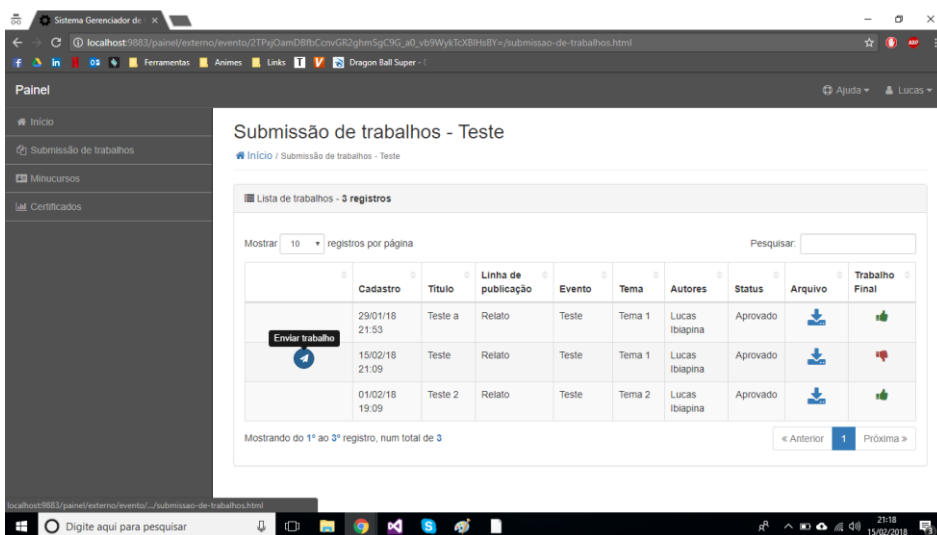 Sistema Gerenciador de
localhost:9883/painel/externo/evento/2TPxjOamDBfbCcnvGR2ghmSgC9G_a0_vb9WykTcXBlHsBY=/submissao-de-trabalhos.html
Ferramentas Animes Links Dragon Ball Super -
Painel Ajuda Lucas
Início
Submissão de trabalhos
Minucursos
Certificados
Submissão de trabalhos - Teste
Início / Submissão de trabalhos - Teste
Lista de trabalhos - 3 registros
Mostrar 10 registros por página Pesquisar:
Cadastro Título Linha de publicação Evento Tema Autores Status Arquivo Trabalho Final
29/01/18 21:53 Teste a Relato Teste Tema 1 Lucas Ibiapina Aprovado
Enviar trabalho
15/02/18 21:09 Teste Relato Teste Tema 1 Lucas Ibiapina Aprovado
01/02/18 19:09 Teste 2 Relato Teste Tema 2 Lucas Ibiapina Aprovado
Mostrando do 1º ao 3º registro, num total de 3
« Anterior 1 Próxima »
localhost:9883/painel/externo/evento/.../submissao-de-trabalhos.html
Digite aqui para pesquisar
21:18
15/02/2018